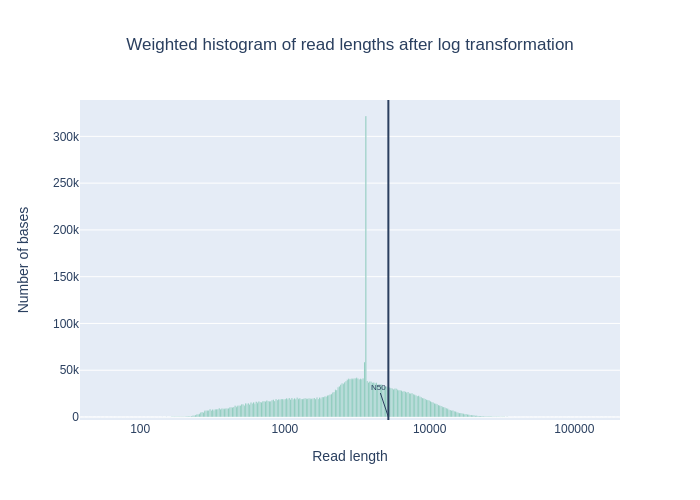 Weighted histogram of read lengths after log transformation
300k
250k
200k
150k
100k
50k
0
Number of bases
N50
100 1000 10000 100000
Read length